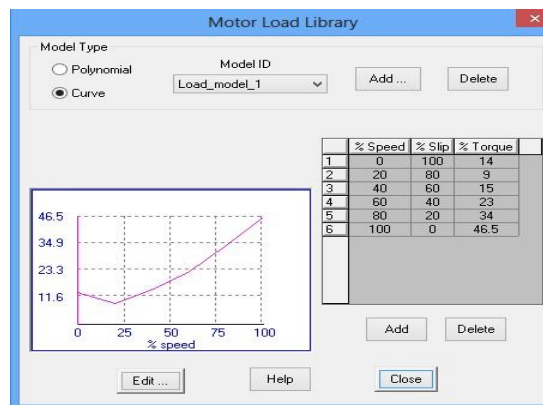 Motor Load Library
Model Type
Polynomial
Curve
Model ID
Load_model_1
Add ...
Delete
% Speed % Slip % Torque
1 0 100 14
2 20 80 9
3 40 60 15
4 60 40 23
5 80 20 34
6 100 0 46.5
46.5
34.9
23.3
11.6
0 25 50 75 100
% speed
Add
Delete
Edit ...
Help
Close